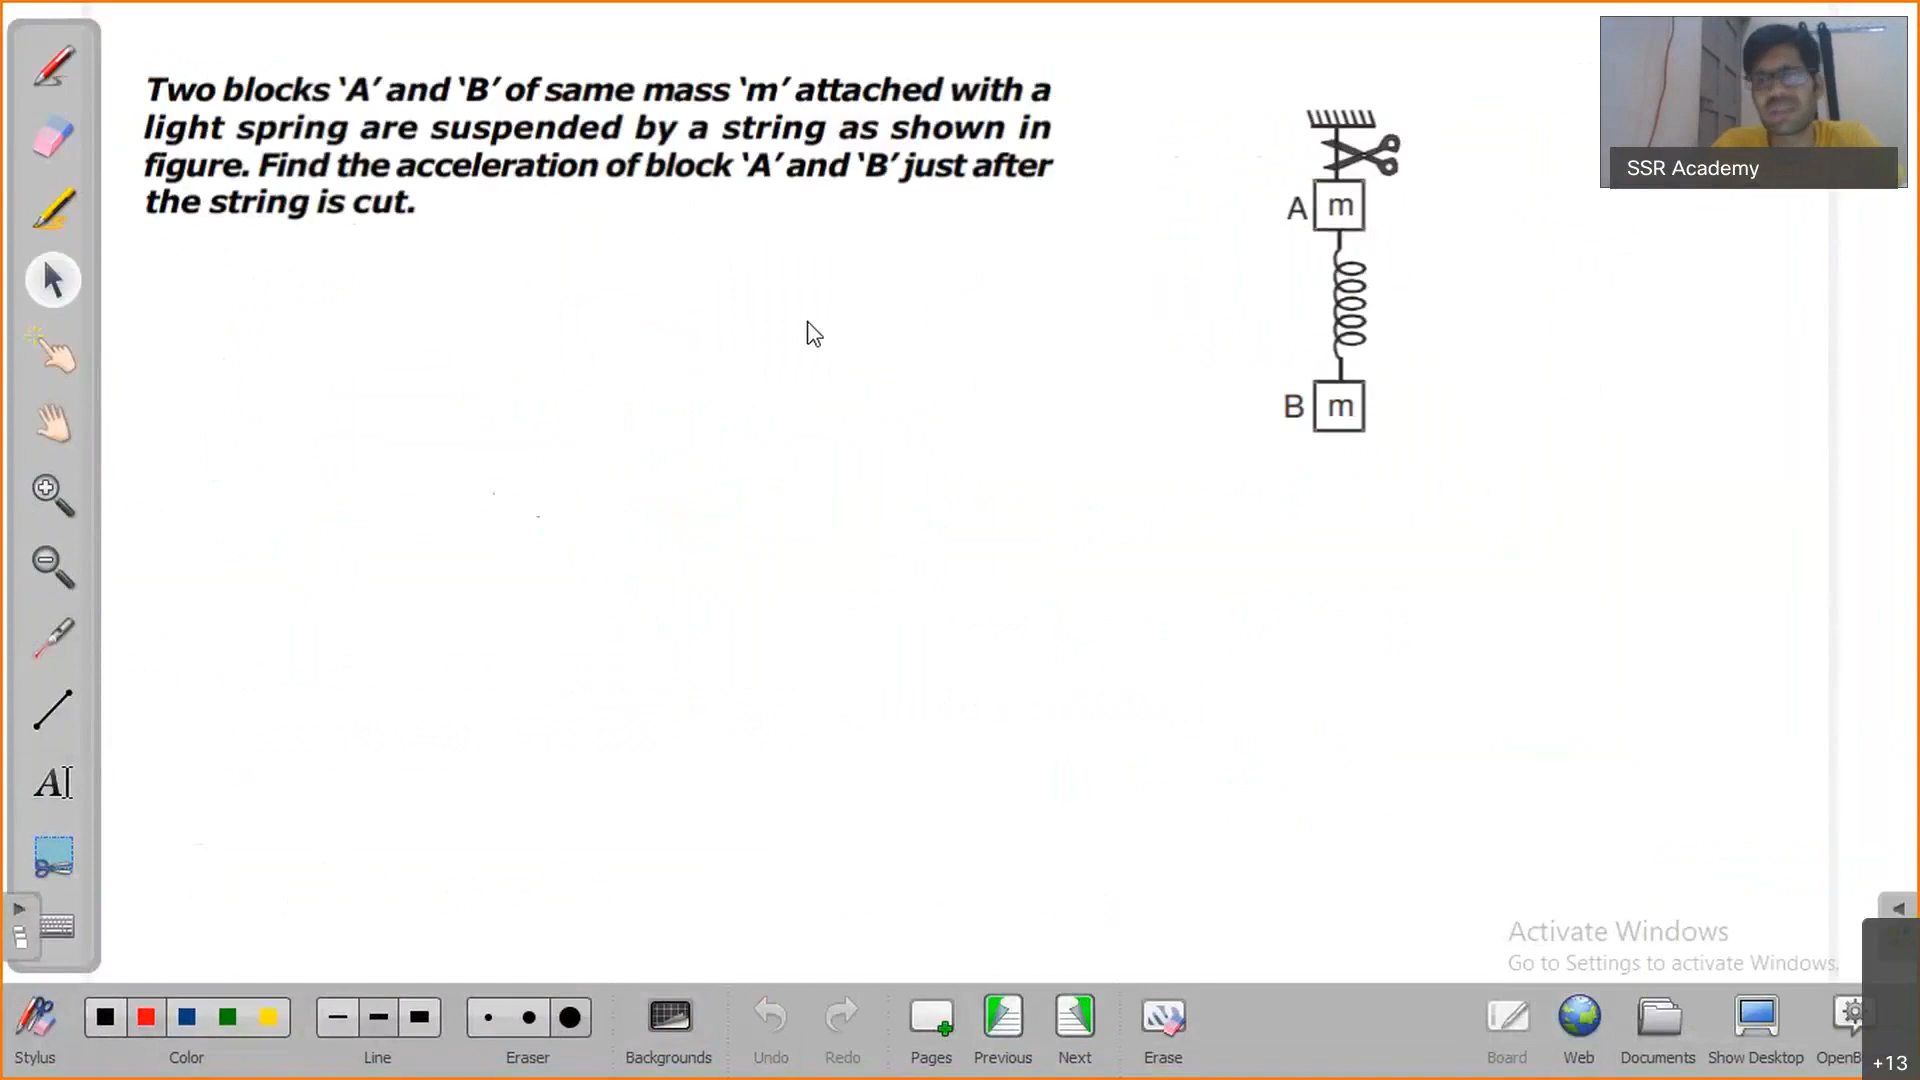 Two blocks ‘A’ and ‘B’ of same mass ‘m’ attached with a
light spring are suspended by a string as shown in
figure. Find the acceleration of block ‘A’ and ‘B’ just after
the string is cut.
SSR Academy
A m
B m
Activate Windows
Go to Settings to activate Windows.
Stylus Color Line Eraser Backgrounds Undo Redo Pages Previous Next Erase Board Web Documents Show Desktop OpenB
+13